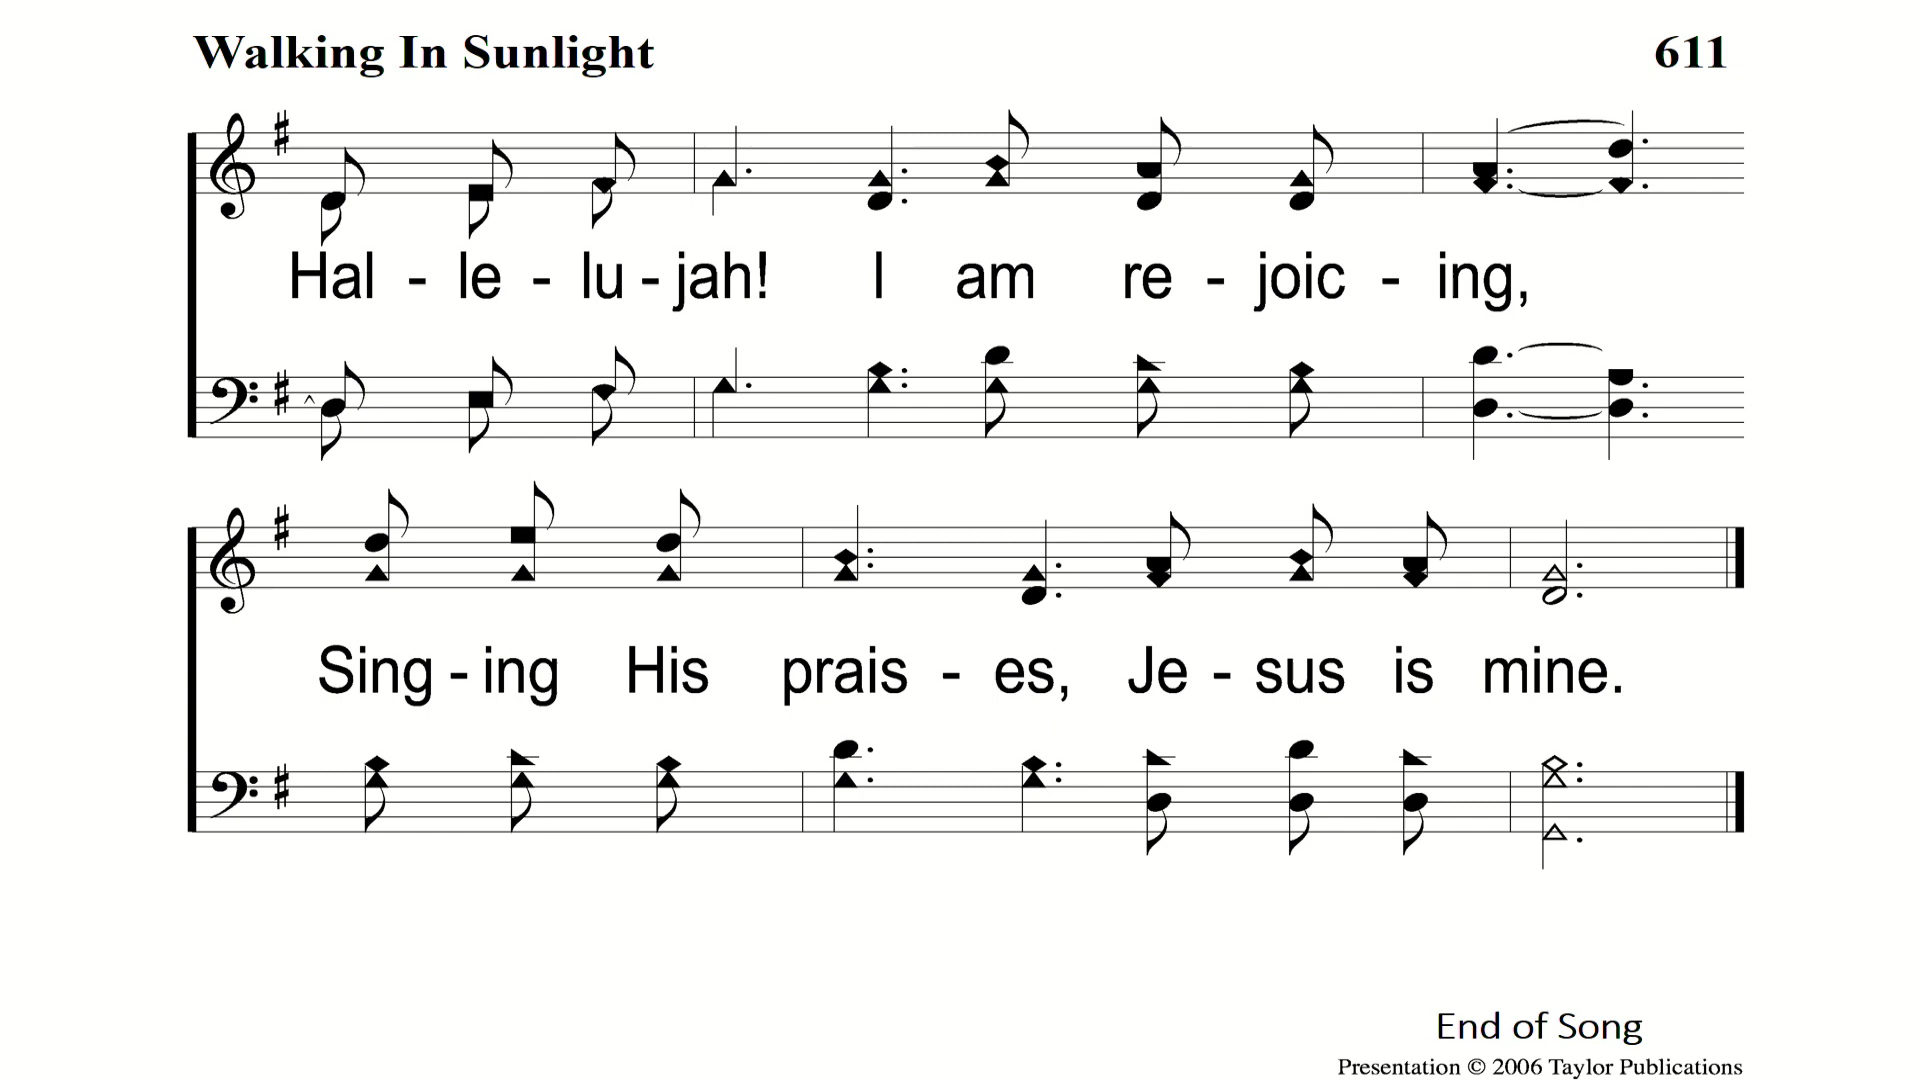 Walking In Sunlight 611
Hal - le - lu - jah! I am re - joic - ing,
Sing - ing His prais - es, Je - sus is mine.
End of Song
Presentation © 2006 Taylor Publications